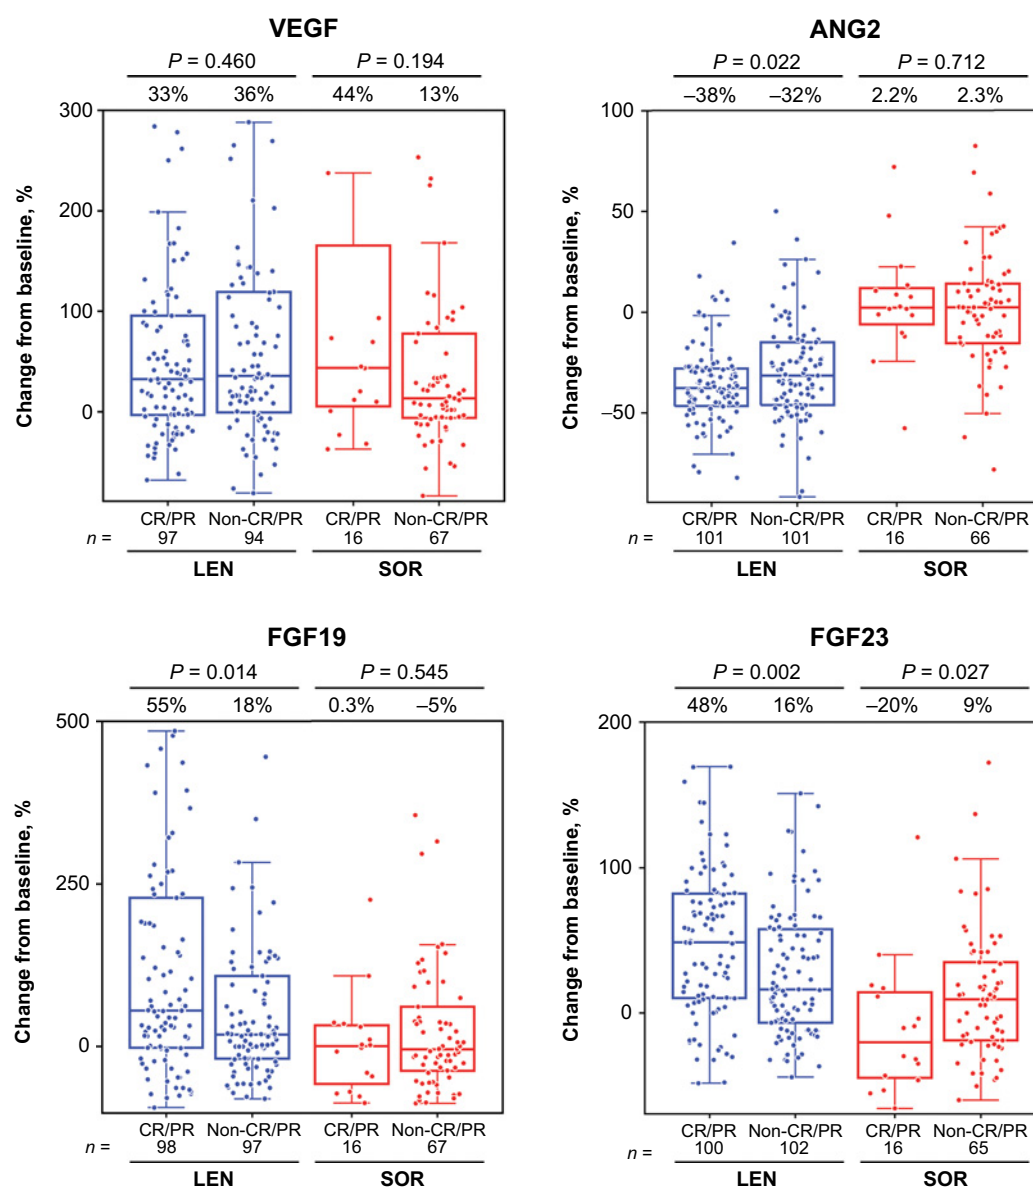 VEGF
P = 0.460 P = 0.194
33% 36% 44% 13%
300
200
100
0
Change from baseline, %
CR/PR Non-CR/PR CR/PR Non-CR/PR
n = 97 94 16 67
LEN SOR
ANG2
P = 0.022 P = 0.712
–38% –32% 2.2% 2.3%
100
50
0
–50
Change from baseline, %
CR/PR Non-CR/PR CR/PR Non-CR/PR
n = 101 101 16 66
LEN SOR
FGF19
P = 0.014 P = 0.545
55% 18% 0.3% –5%
500
250
0
Change from baseline, %
CR/PR Non-CR/PR CR/PR Non-CR/PR
n = 98 97 16 67
LEN SOR
FGF23
P = 0.002 P = 0.027
48% 16% –20% 9%
200
100
0
Change from baseline, %
CR/PR Non-CR/PR CR/PR Non-CR/PR
n = 100 102 16 65
LEN SOR